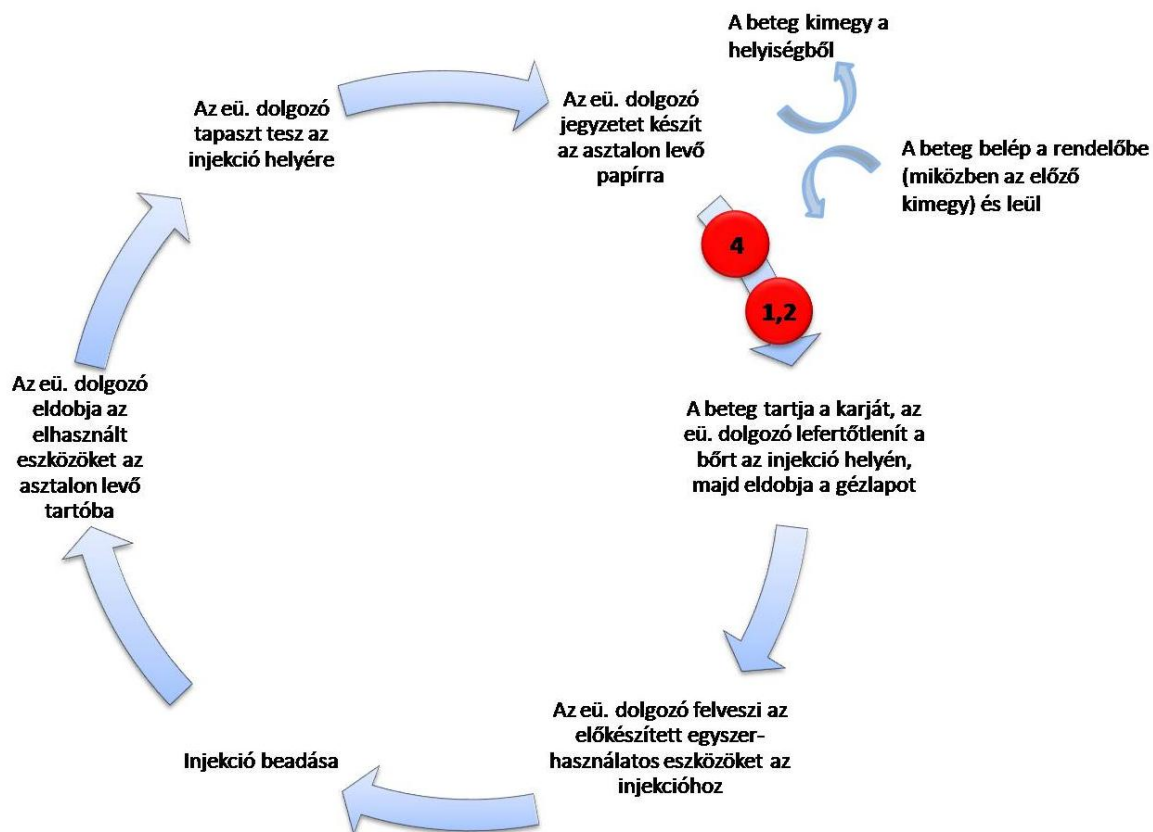 A beteg kimegy a
helyiségből
Az eü. dolgozó
tapaszt tesz az
injekció helyére
Az eü. dolgozó
jegyzetet készít
az asztalon levő
papírra
A beteg belép a rendelőbe
(miközben az előző
kimegy) és leül
4
1,2
Az eü. dolgozó
eldobja az
elhasznált
eszközöket az
asztalon levő
tartóba
A beteg tartja a karját, az
eü. dolgozó lefertőtlenít a
bőrt az injekció helyén,
majd eldobja a gézlapot
Az eü. dolgozó felveszi az
előkészített egyszer-
használatos eszközöket az
injekcióhoz
Injekció beadása